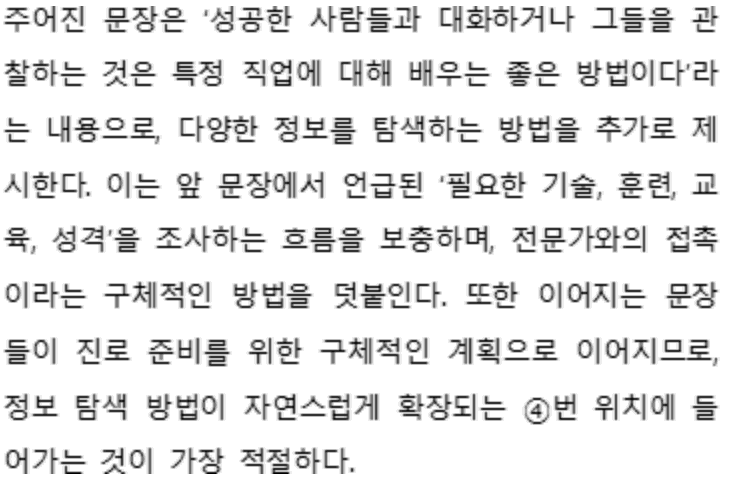 주어진 문장은 ‘성공한 사람들과 대화하거나 그들을 관
찰하는 것은 특정 직업에 대해 배우는 좋은 방법이다’라
는 내용으로, 다양한 정보를 탐색하는 방법을 추가로 제
시한다. 이는 앞 문장에서 언급된 ‘필요한 기술, 훈련, 교
육, 성격’을 조사하는 흐름을 보충하며, 전문가와의 접촉
이라는 구체적인 방법을 덧붙인다. 또한 이어지는 문장
들이 진로 준비를 위한 구체적인 계획으로 이어지므로,
정보 탐색 방법이 자연스럽게 확장되는 ④번 위치에 들
어가는 것이 가장 적절하다.